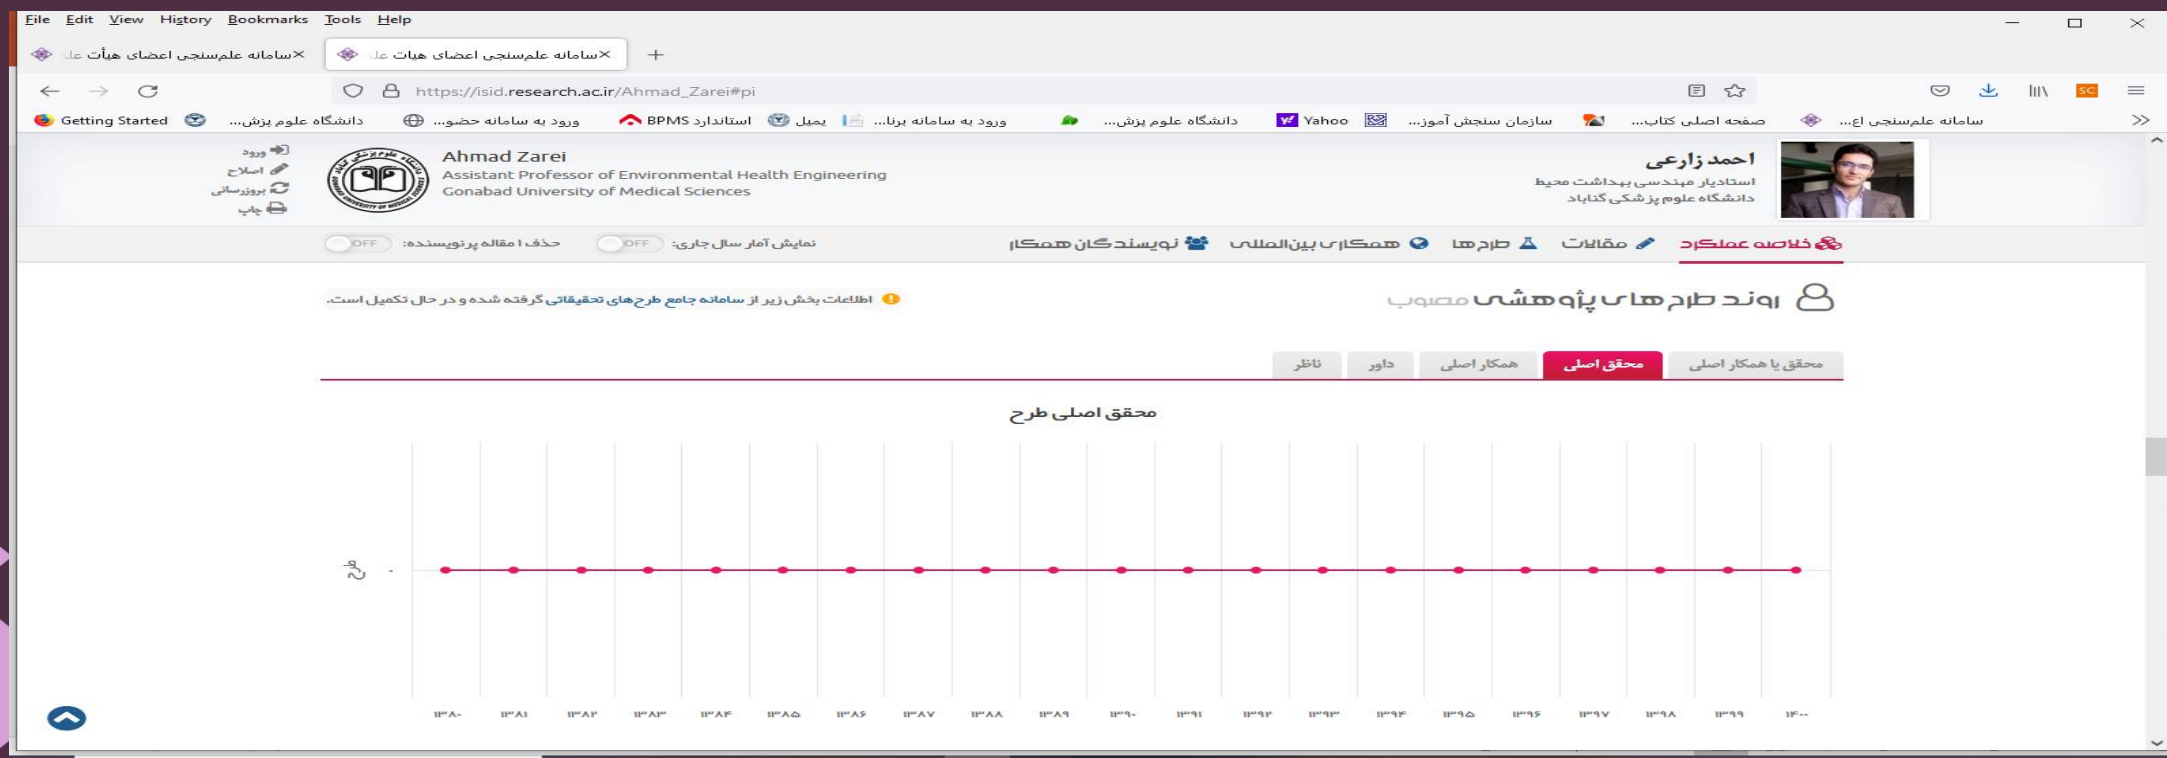 File Edit View History Bookmarks Tools Help
سامانه علم‌سنجی اعضای هیأت عل
سامانه علم‌سنجی اعضای هیات عل
https://isid.research.ac.ir/Ahmad_Zarei#pi
Getting Started
دانشگاه علوم پزش...
ورود به سامانه حضو...
استاندارد BPMS
یمیل
ورود به سامانه برنا...
دانشگاه علوم پزش...
Yahoo
سازمان سنجش آموز...
صفحه اصلی کتاب...
سامانه علم‌سنجی اع...
ورود
اصلاح
بروزرسانی
چاپ
Ahmad Zarei
Assistant Professor of Environmental Health Engineering
Gonabad University of Medical Sciences
احمد زارعی
استادیار مهندسی بهداشت محیط
دانشگاه علوم پزشکی گناباد
خلاصه عملکرد
مقالات
طرح‌ها
همکاری بین‌المللی
نویسندگان همکار
نمایش آمار سال جاری: OFF
حذف ۱ مقاله پرنویسنده: OFF
روند طرح‌های پژوهشی مصوب
اطلاعات بخش زیر از سامانه جامع طرح‌های تحقیقاتی گرفته شده و در حال تکمیل است.
محقق یا همکار اصلی
محقق اصلی
همکار اصلی
داور
ناظر
محقق اصلی طرح
۰
۱۳۸۰ ۱۳۸۱ ۱۳۸۲ ۱۳۸۳ ۱۳۸۴ ۱۳۸۵ ۱۳۸۶ ۱۳۸۷ ۱۳۸۸ ۱۳۸۹ ۱۳۹۰ ۱۳۹۱ ۱۳۹۲ ۱۳۹۳ ۱۳۹۴ ۱۳۹۵ ۱۳۹۶ ۱۳۹۷ ۱۳۹۸ ۱۳۹۹ ۱۴۰۰